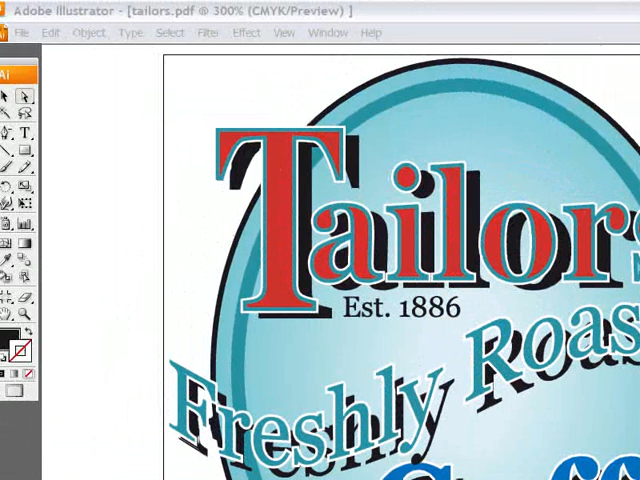 Adobe Illustrator - [tailors.pdf @ 300% (CMYK/Preview) ]
File Edit Object Type Select Filter Effect View Window Help
Ai
Tailors
Est. 1886
Freshly Roas